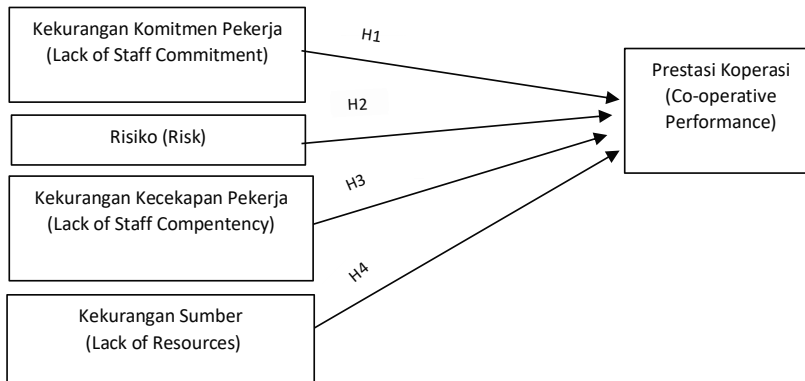 Kekurangan Komitmen Pekerja
(Lack of Staff Commitment)
H1
Prestasi Koperasi
(Co-operative
Performance)
H2
Risiko (Risk)
H3
Kekurangan Kecekapan Pekerja
(Lack of Staff Compentency)
H4
Kekurangan Sumber
(Lack of Resources)